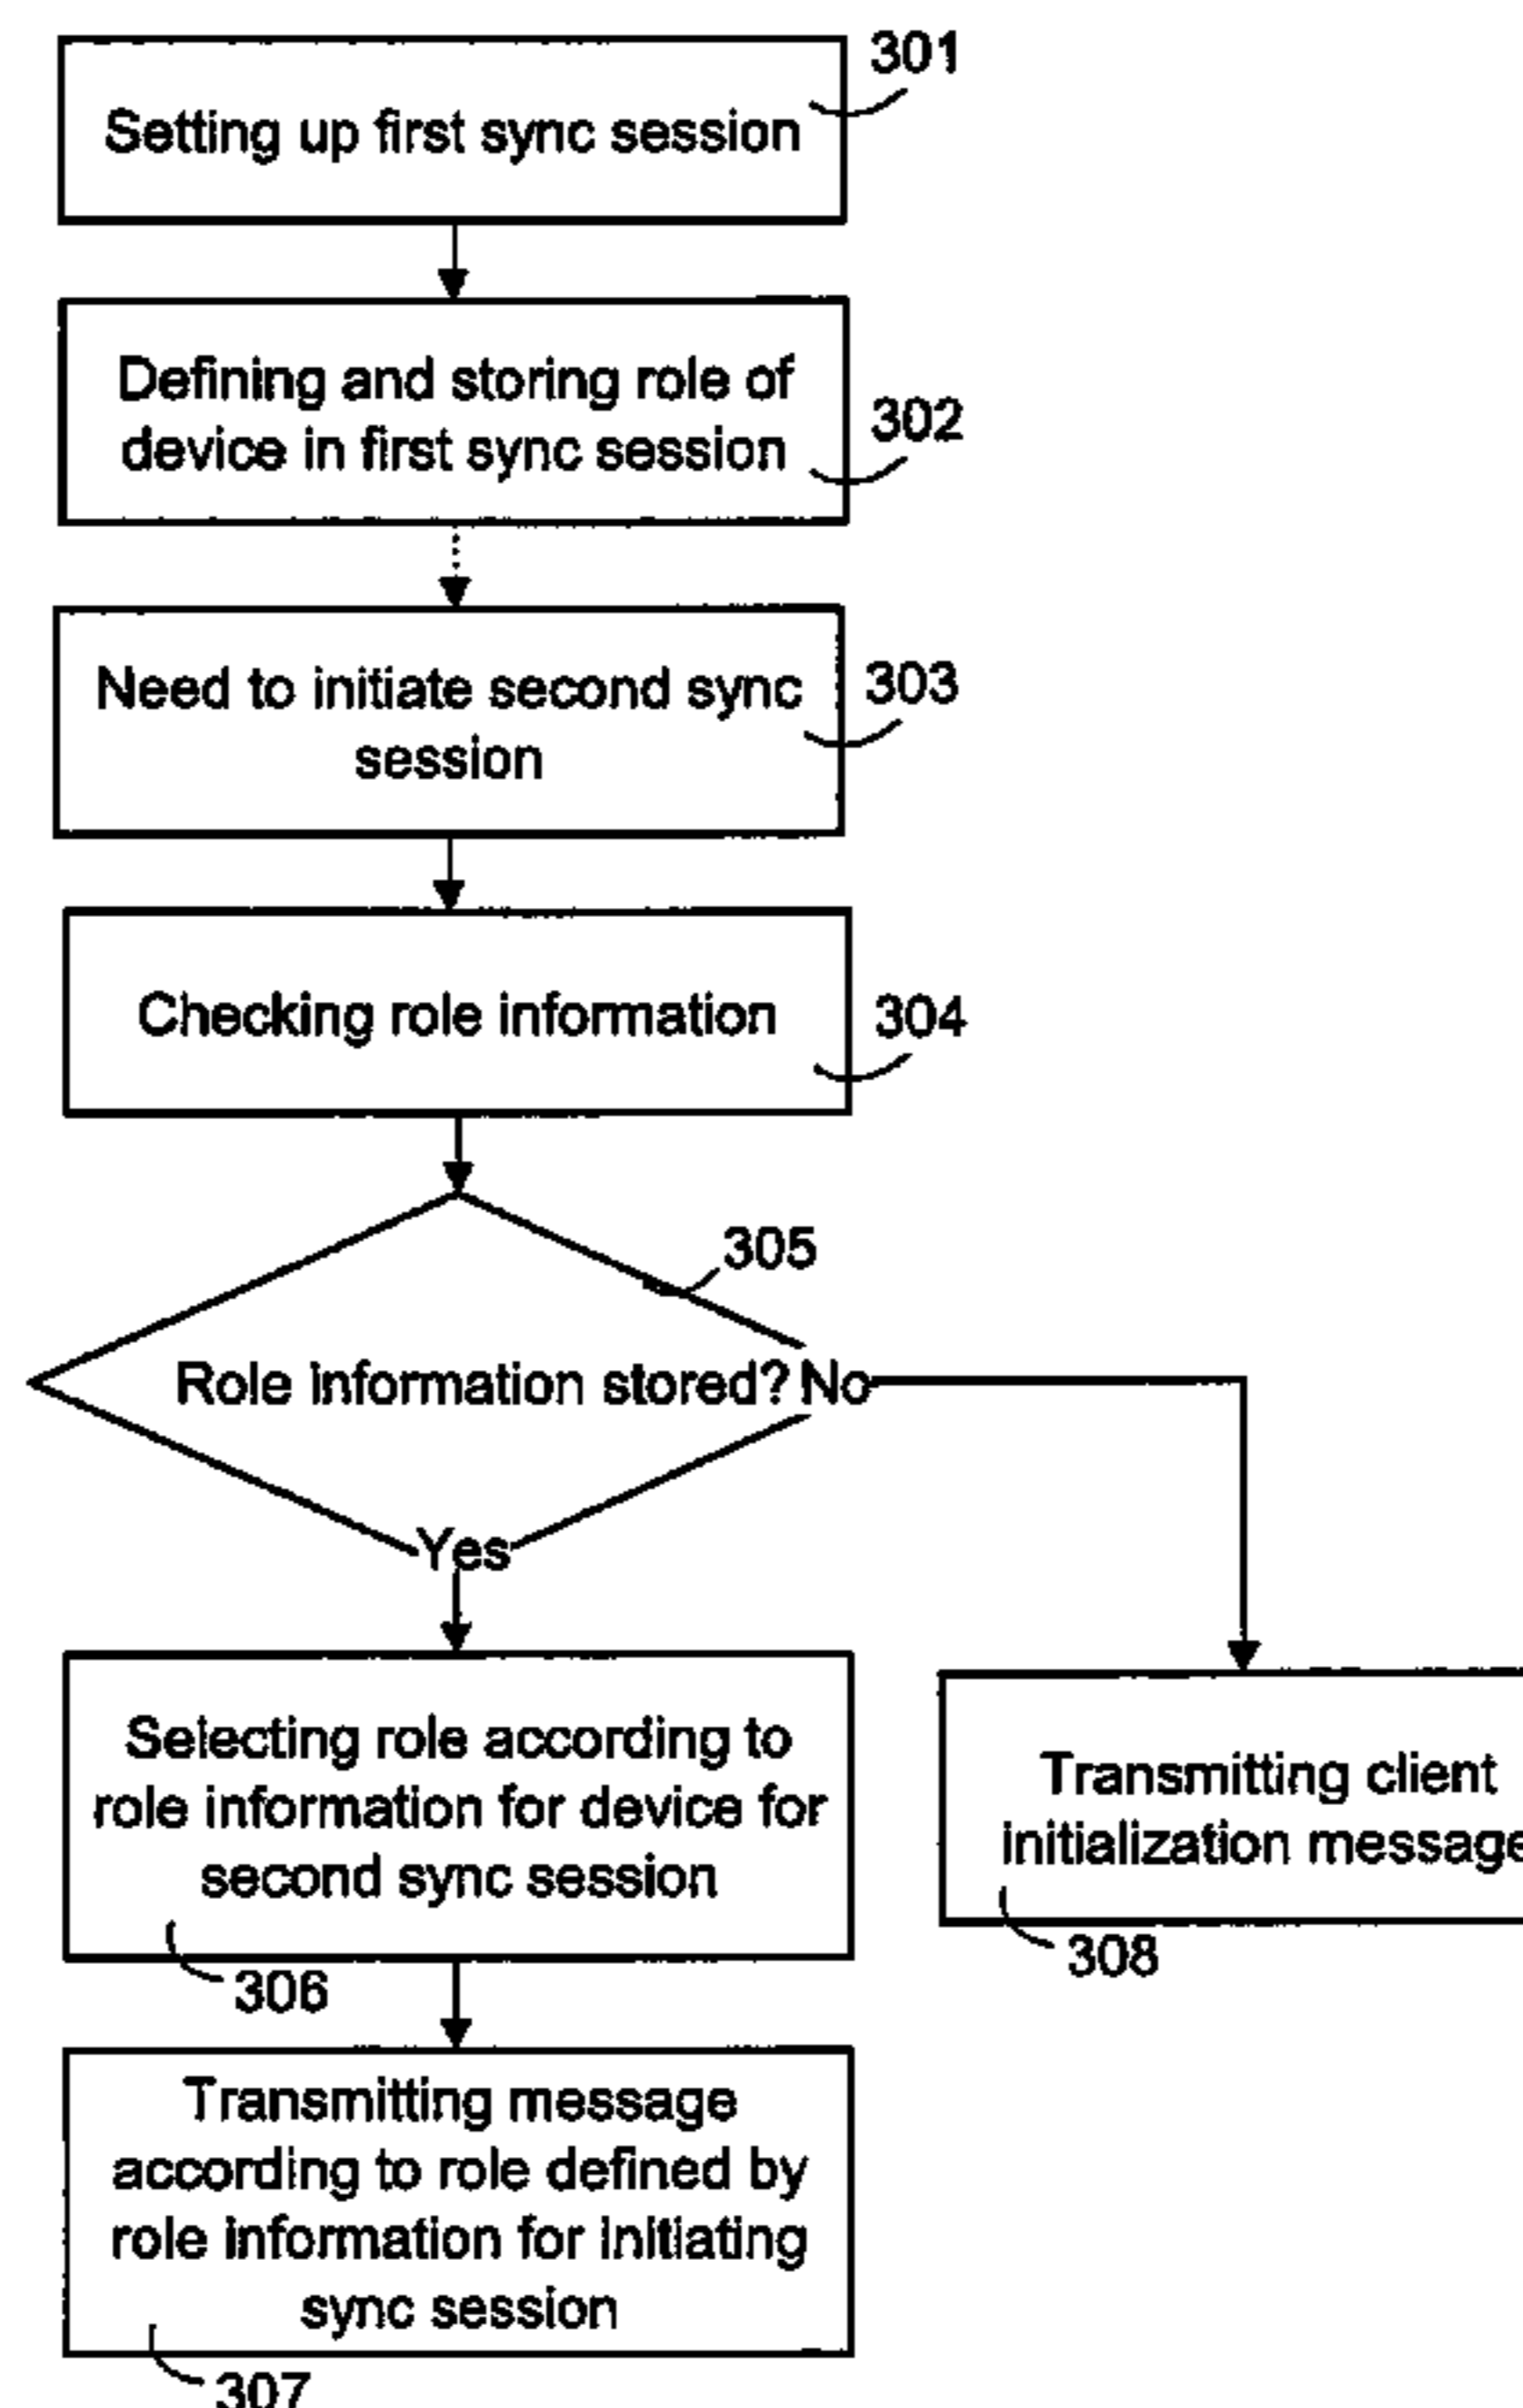 301
Setting up first sync session
Defining and storing role of
device in first sync session
302
Need to initiate second sync
session
303
Checking role information
304
305
Role information stored? No
Yes
Selecting role according to
role information for device for
second sync session
306
Transmitting client
initialization message
308
Transmitting message
according to role defined by
role information for initiating
sync session
307